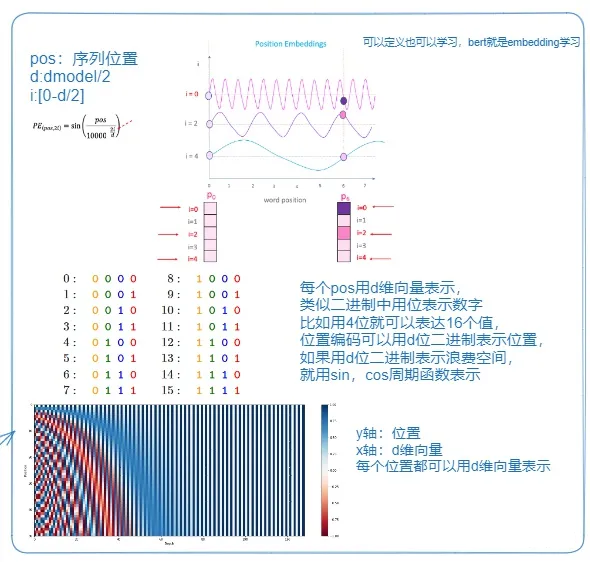 Position Embeddings
可以定义也可以学习，bert就是embedding学习
pos：序列位置
d:dmodel/2
i:[0-d/2]
PE(pos,2i) = sin(pos / 10000^(2i/d))
i
i = 0
i = 2
i = 4
0 1 2 3 4 5 6 7
word position
p0
i=0
i=1
i=2
i=3
i=4
i=0
i=1
i=2
i=3
i=4
0: 0 0 0 0 8: 1 0 0 0
1: 0 0 0 1 9: 1 0 0 1
2: 0 0 1 0 10: 1 0 1 0
3: 0 0 1 1 11: 1 0 1 1
4: 0 1 0 0 12: 1 1 0 0
5: 0 1 0 1 13: 1 1 0 1
6: 0 1 1 0 14: 1 1 1 0
7: 0 1 1 1 15: 1 1 1 1
每个pos用d维向量表示，
类似二进制中用位表示数字
比如用4位就可以表达16个值，
位置编码可以用d位二进制表示位置，
如果用d位二进制表示浪费空间，
就用sin，cos周期函数表示
y轴：位置
x轴：d维向量
每个位置都可以用d维向量表示
Depth